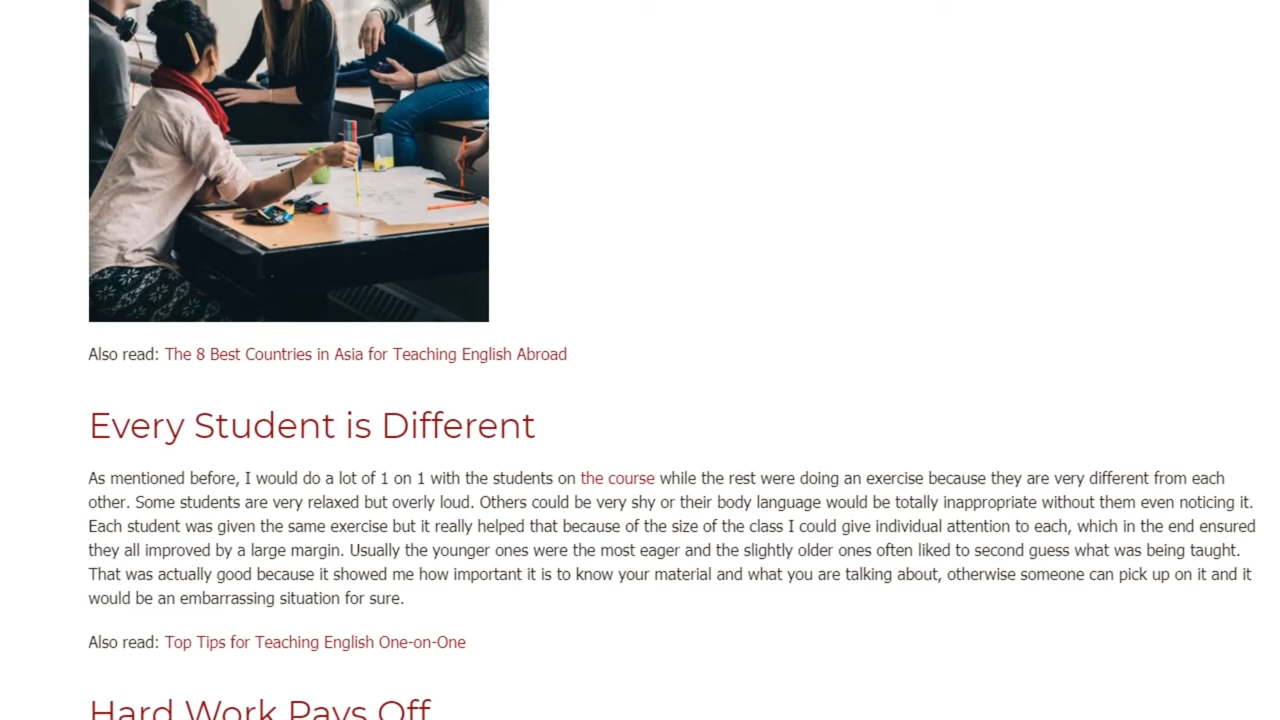 Also read: The 8 Best Countries in Asia for Teaching English Abroad
Every Student is Different
As mentioned before, I would do a lot of 1 on 1 with the students on the course while the rest were doing an exercise because they are very different from each
other. Some students are very relaxed but overly loud. Others could be very shy or their body language would be totally inappropriate without them even noticing it.
Each student was given the same exercise but it really helped that because of the size of the class I could give individual attention to each, which in the end ensured
they all improved by a large margin. Usually the younger ones were the most eager and the slightly older ones often liked to second guess what was being taught.
That was actually good because it showed me how important it is to know your material and what you are talking about, otherwise someone can pick up on it and it
would be an embarrassing situation for sure.
Also read: Top Tips for Teaching English One-on-One
Hard Work Pays Off